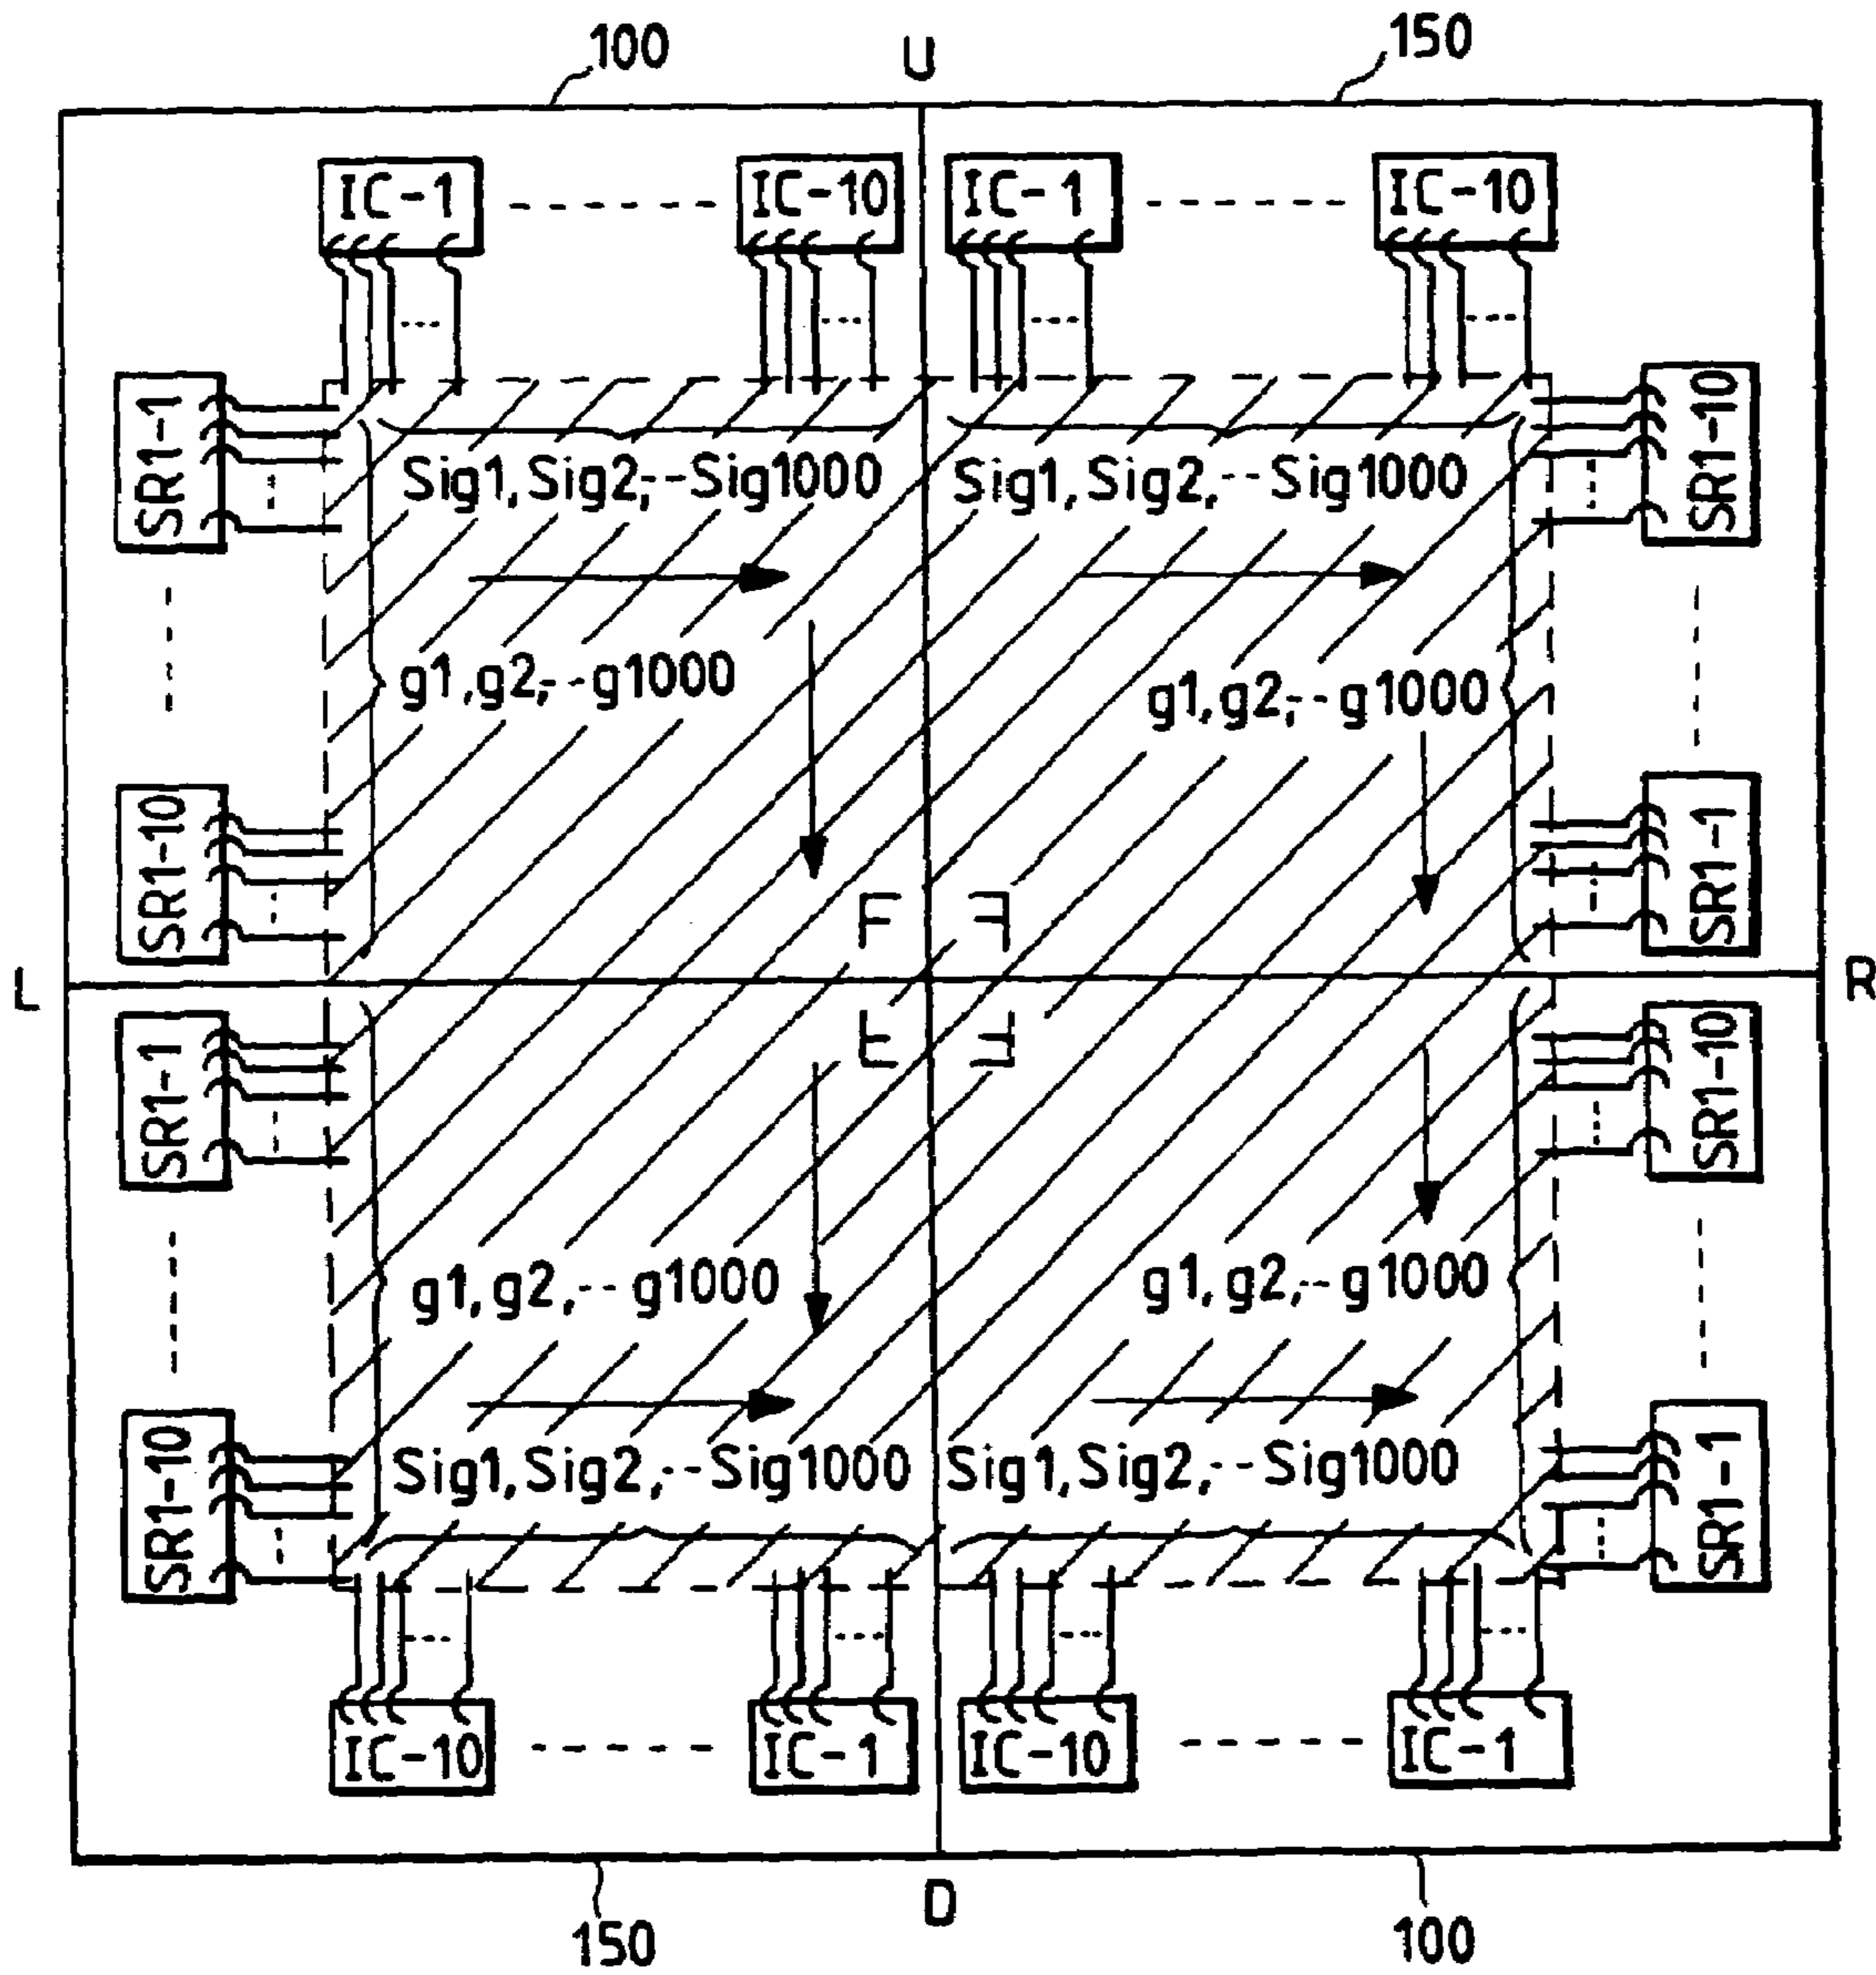 100
U
150
IC-1 ------ IC-10 IC-1 ------ IC-10
SR1-1
SR1-10
Sig1,Sig2,--Sig1000
Sig1,Sig2,--Sig1000
g1,g2,--g1000
g1,g2,--g1000
SR1-10
SR1-1
F F
L
R
F F
SR1-1
SR1-10
g1,g2,--g1000
g1,g2,--g1000
Sig1,Sig2,--Sig1000
Sig1,Sig2,--Sig1000
SR1-10
SR1-1
IC-10 ------ IC-1 IC-10 ------ IC-1
150
D
100